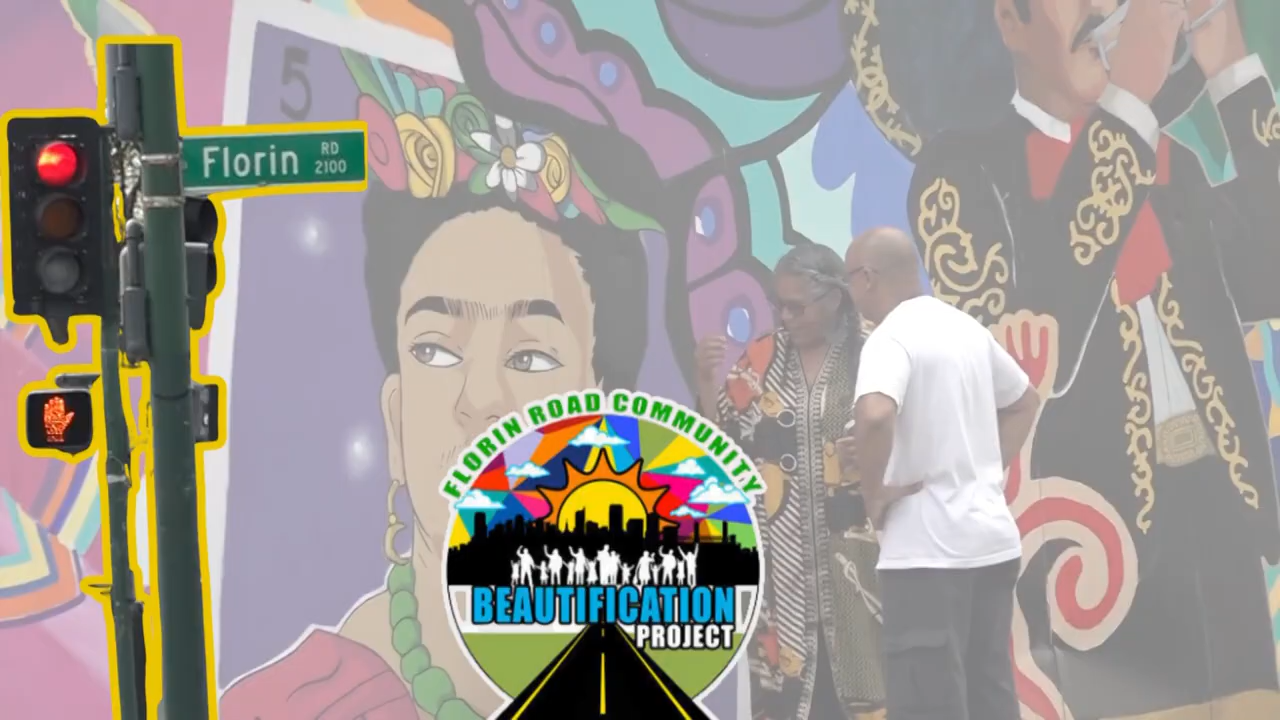 5
Florin RD
2100
FLORIN ROAD COMMUNITY
BEAUTIFICATION
PROJECT